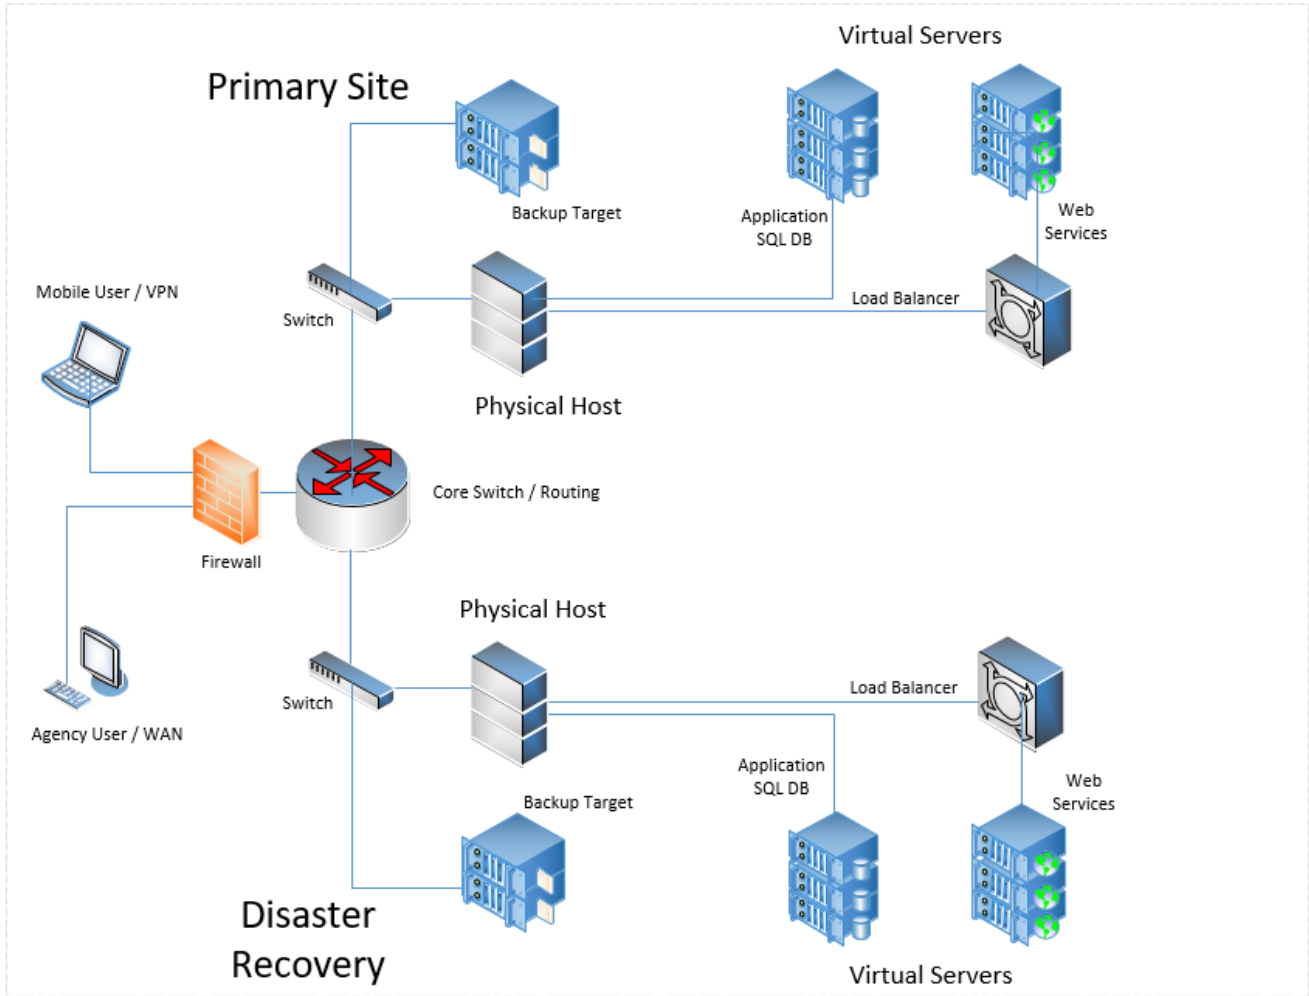 Virtual Servers
Primary Site
Backup Target
Application
SQL DB
Web
Services
Mobile User / VPN
Switch
Load Balancer
Physical Host
Core Switch / Routing
Firewall
Physical Host
Switch
Load Balancer
Agency User / WAN
Application
SQL DB
Web
Services
Backup Target
Disaster
Recovery
Virtual Servers